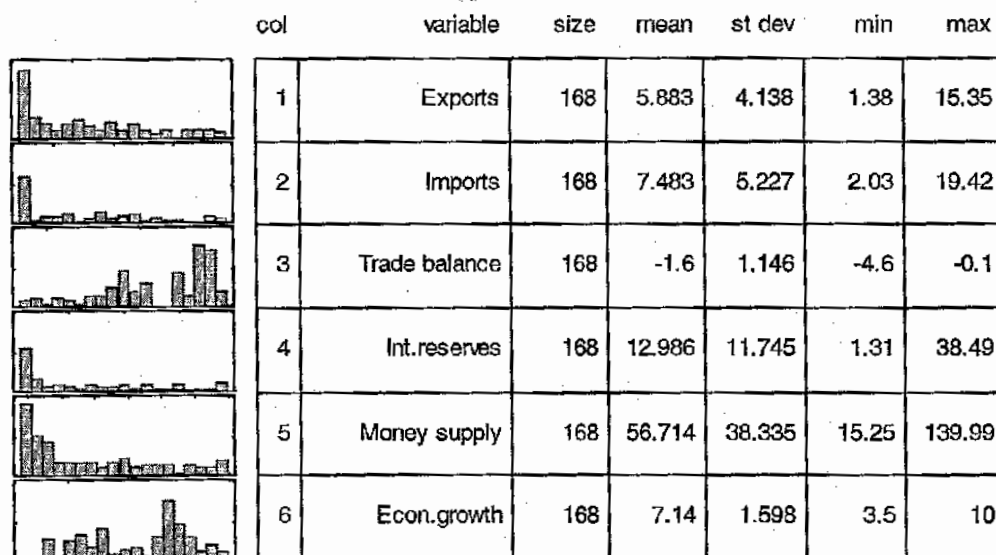 col variable size mean st dev min max
1 Exports 168 5.883 4.138 1.38 15.35
2 Imports 168 7.483 5.227 2.03 19.42
3 Trade balance 168 -1.6 1.146 -4.6 -0.1
4 Int.reserves 168 12.986 11.745 1.31 38.49
5 Money supply 168 56.714 38.335 15.25 139.99
6 Econ.growth 168 7.14 1.598 3.5 10